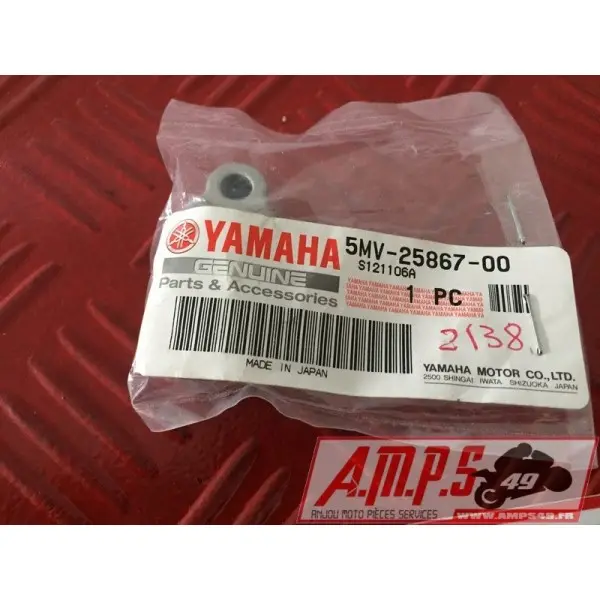 YAMAHA
GENUINE
Parts & Accessories
5MV-25867-00
S121106A
1 PC
2138
MADE IN JAPAN
YAMAHA MOTOR CO.,LTD.
2500 SHINGAI IWATA SHIZUOKA JAPAN
A.M.P.S
49
ANJOU MOTO PIÈCES SERVICES
WWW.AMPS49.FR